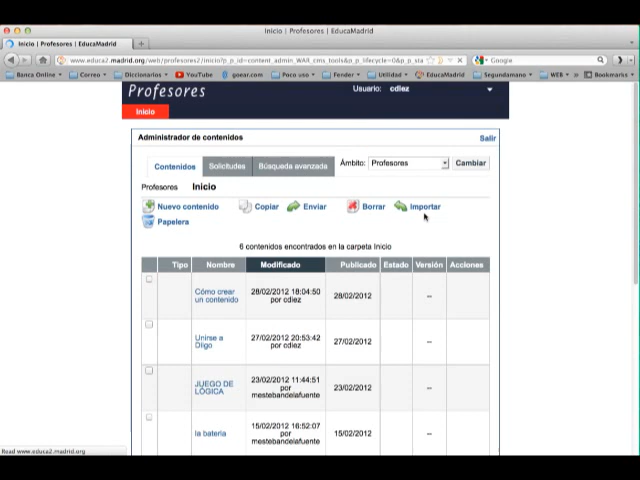 Inicio | Profesores | EducaMadrid
Inicio | Profesores | EducaMadrid
www.educa2.madrid.org/web/profesores2/inicio?p_p_id=content_admin_WAR_cms_tools&p_p_lifecycle=0&p_p_sta
Google
Banca Online Correo Diccionarios YouTube goear.com Poco uso Fender Utilidad EducaMadrid Segundamano WEB Bookmarks
Profesores
Usuario: cdiez
Inicio
Administrador de contenidos
Salir
Contenidos Solicitudes Búsqueda avanzada Ámbito: Profesores Cambiar
Profesores Inicio
Nuevo contenido Copiar Enviar Borrar Importar
Papelera
6 contenidos encontrados en la carpeta Inicio
Tipo Nombre Modificado Publicado Estado Versión Acciones
Cómo crear un contenido 28/02/2012 18:04:50 por cdiez 28/02/2012 --
Unirse a Diigo 27/02/2012 20:53:42 por cdiez 27/02/2012 --
JUEGO DE LÓGICA 23/02/2012 11:44:51 por mestebandelafuente 23/02/2012 --
la bateria 15/02/2012 16:52:07 por mestebandelafuente 15/02/2012 --
Read www.educa2.madrid.org